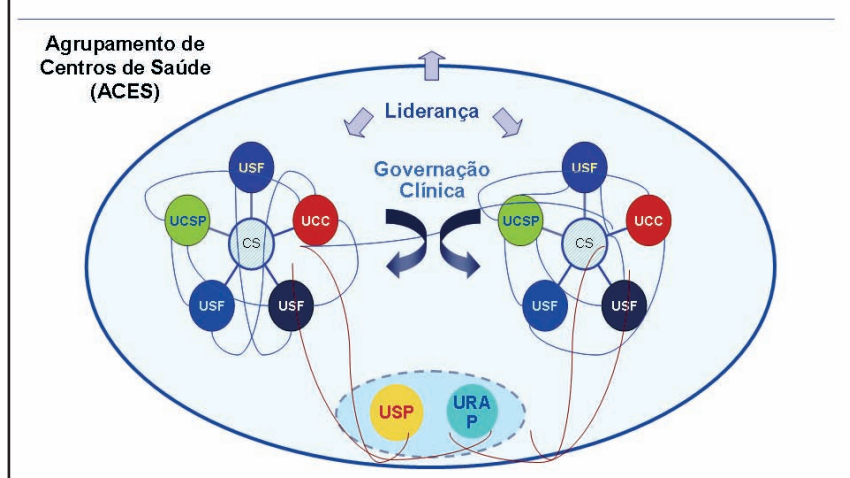 Agrupamento de
Centros de Saúde
(ACES)
Liderança
Governação
Clínica
USF
UCSP
UCC
CS
USF
USF
USF
UCSP
UCC
CS
USF
USF
USP
URA
P